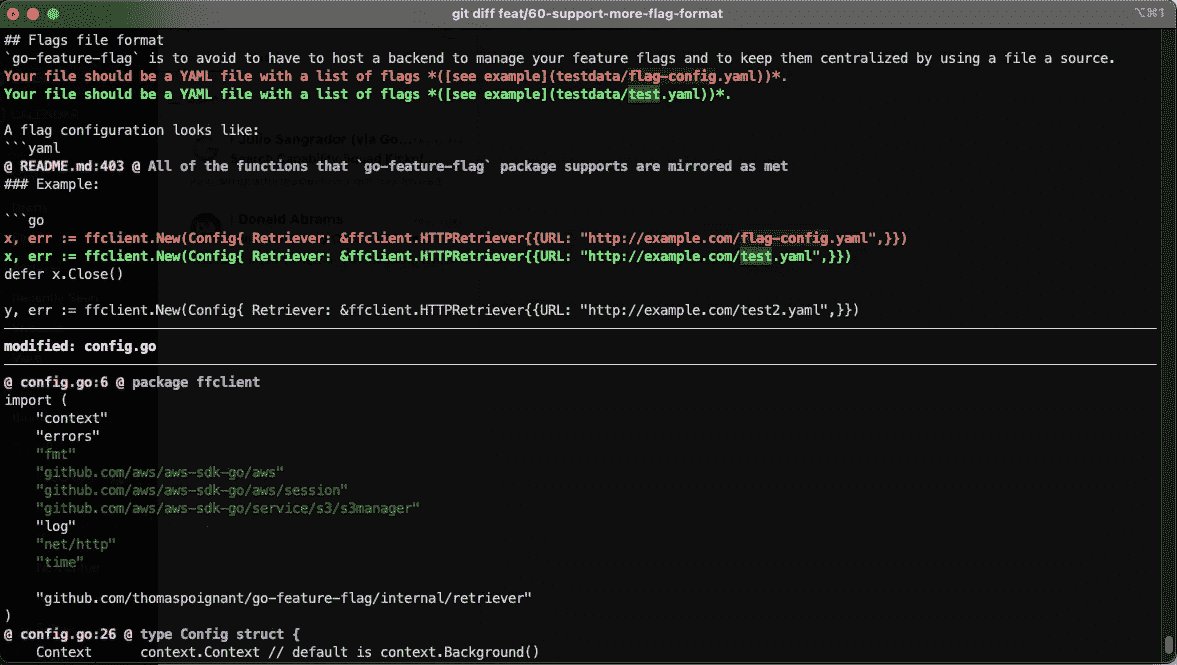 git diff feat/60-support-more-flag-format
⌥⌘1
## Flags file format
`go-feature-flag` is to avoid to have to host a backend to manage your feature flags and to keep them centralized by using a file a source.
Your file should be a YAML file with a list of flags *([see example](testdata/flag-config.yaml))*.
Your file should be a YAML file with a list of flags *([see example](testdata/test.yaml))*.
A flag configuration looks like:
```yaml
@ README.md:403 @ All of the functions that `go-feature-flag` package supports are mirrored as met
### Example:
```go
x, err := ffclient.New(Config{ Retriever: &ffclient.HTTPRetriever{{URL: "http://example.com/flag-config.yaml",}})
x, err := ffclient.New(Config{ Retriever: &ffclient.HTTPRetriever{{URL: "http://example.com/test.yaml",}})
defer x.Close()
y, err := ffclient.New(Config{ Retriever: &ffclient.HTTPRetriever{{URL: "http://example.com/test2.yaml",}})
modified: config.go
@ config.go:6 @ package ffclient
import (
"context"
"errors"
"fmt"
"github.com/aws/aws-sdk-go/aws"
"github.com/aws/aws-sdk-go/aws/session"
"github.com/aws/aws-sdk-go/service/s3/s3manager"
"log"
"net/http"
"time"
"github.com/thomaspoignant/go-feature-flag/internal/retriever"
)
@ config.go:26 @ type Config struct {
Context context.Context // default is context.Background()